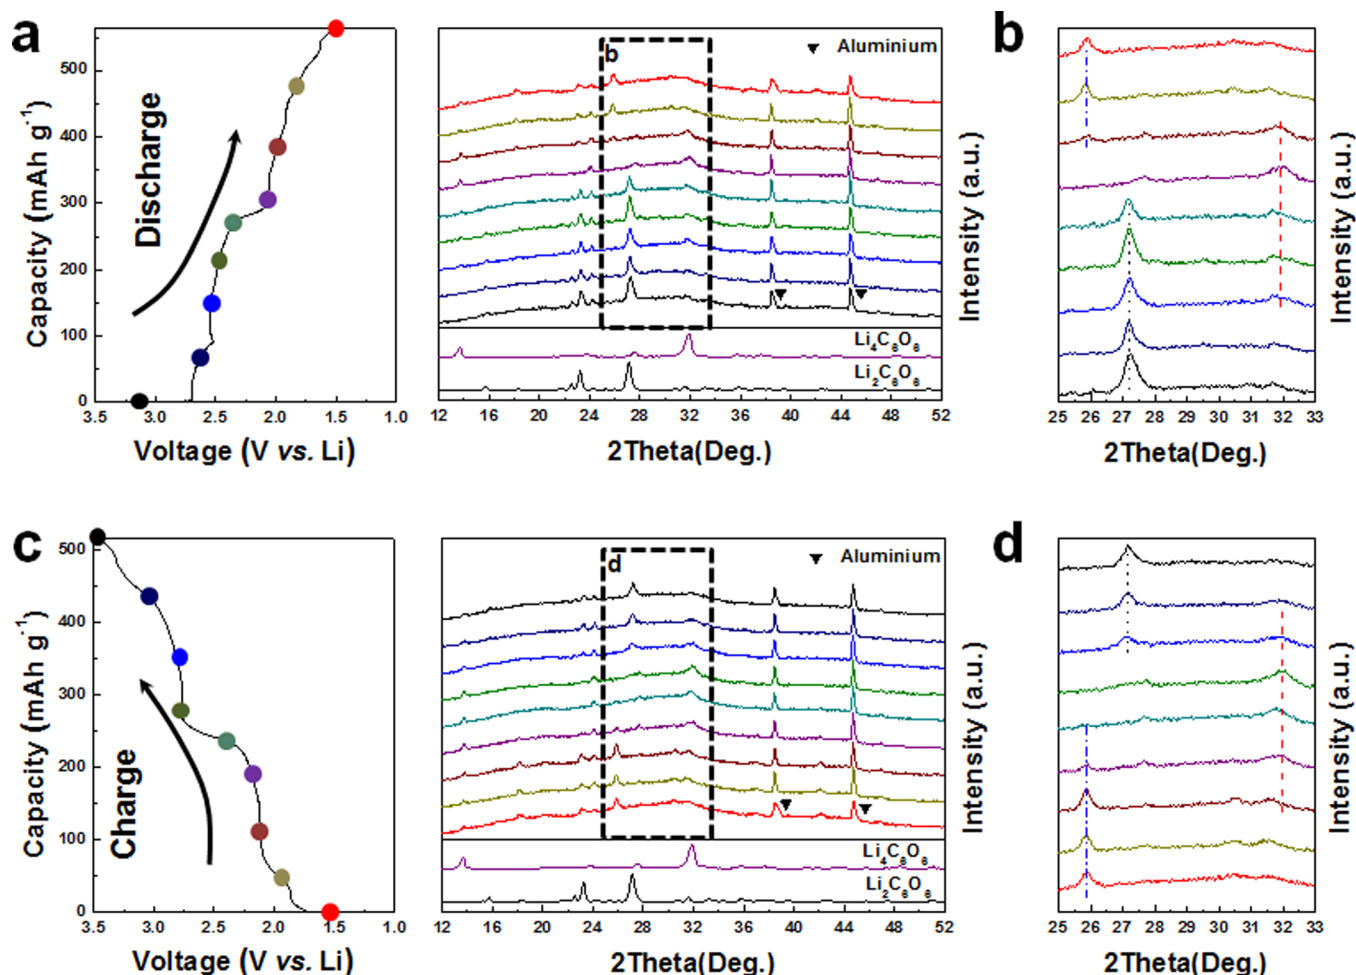 a
Capacity (mAh g-1)
500
400
300
200
100
0
Discharge
3.5 3.0 2.5 2.0 1.5 1.0
Voltage (V vs. Li)
b
Aluminium
Li4C6O6
Li2C6O6
12 16 20 24 28 32 36 40 44 48 52
2Theta(Deg.)
Intensity (a.u.)
b
25 26 27 28 29 30 31 32 33
2Theta(Deg.)
Intensity (a.u.)
c
Capacity (mAh g-1)
500
400
300
200
100
0
Charge
3.5 3.0 2.5 2.0 1.5 1.0
Voltage (V vs. Li)
d
Aluminium
Li4C6O6
Li2C6O6
12 16 20 24 28 32 36 40 44 48 52
2Theta(Deg.)
Intensity (a.u.)
d
25 26 27 28 29 30 31 32 33
2Theta(Deg.)
Intensity (a.u.)